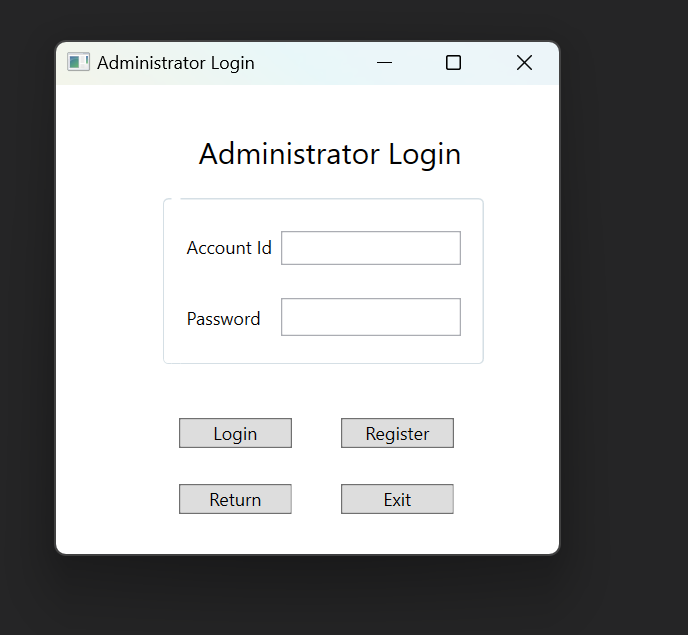 Administrator Login
Administrator Login
Account Id
Password
Login Register
Return Exit